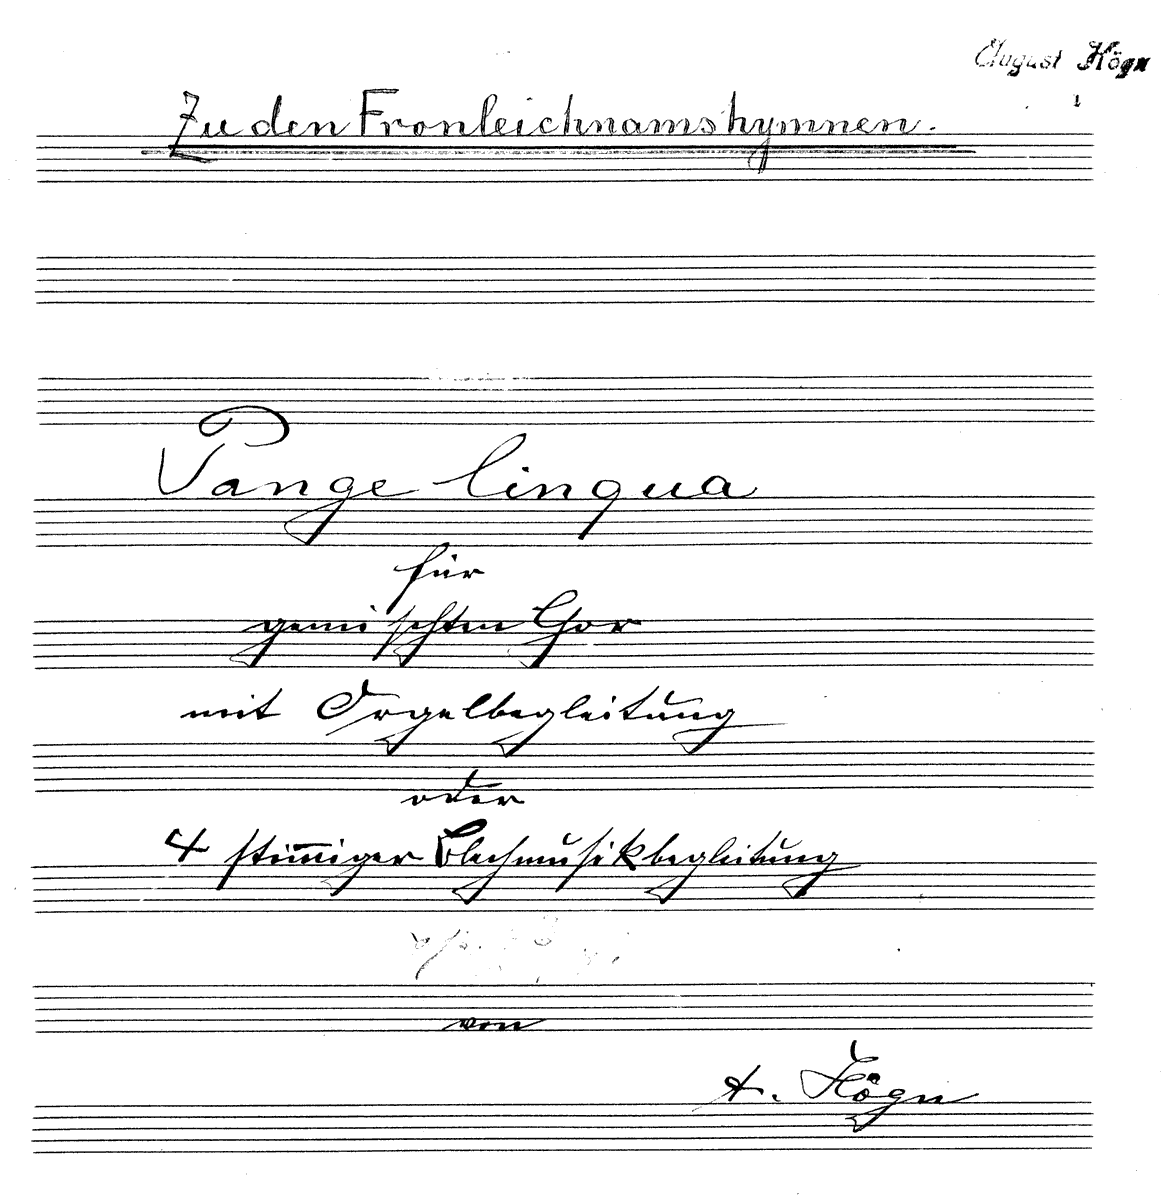 August Högn
1
Zu den Fronleichnamshymnen.
Pange lingua
für
gemischten Chor
mit Orgelbegleitung
oder
4 stimmiger Blechmusikbegleitung
von
A. Högn